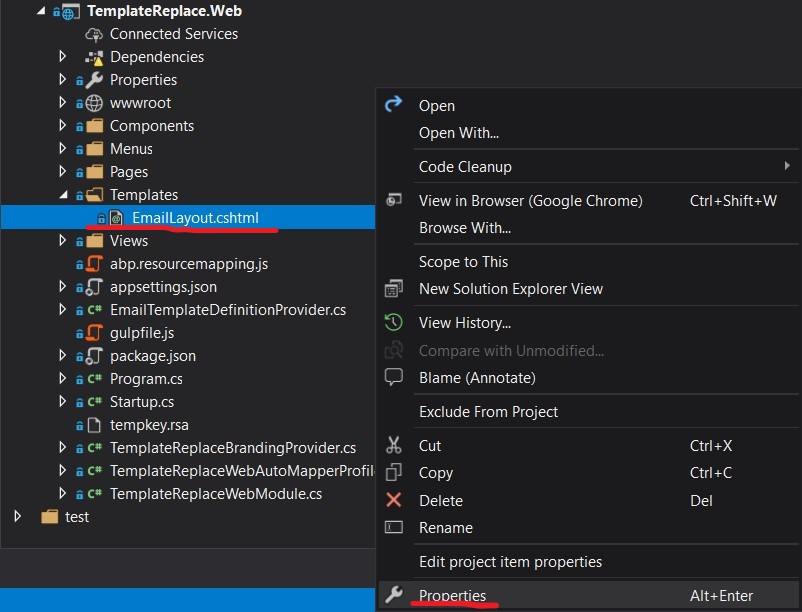 TemplateReplace.Web
Connected Services
Dependencies
Properties
wwwroot
Components
Menus
Pages
Templates
EmailLayout.cshtml
Views
abp.resourcemapping.js
appsettings.json
C# EmailTemplateDefinitionProvider.cs
gulpfile.js
package.json
C# Program.cs
C# Startup.cs
tempkey.rsa
C# TemplateReplaceBrandingProvider.cs
C# TemplateReplaceWebAutoMapperProfil
C# TemplateReplaceWebModule.cs
test
Open
Open With...
Code Cleanup
View in Browser (Google Chrome) Ctrl+Shift+W
Browse With...
Scope to This
New Solution Explorer View
View History...
Compare with Unmodified...
Blame (Annotate)
Exclude From Project
Cut Ctrl+X
Copy Ctrl+C
Delete Del
Rename
Edit project item properties
Properties Alt+Enter